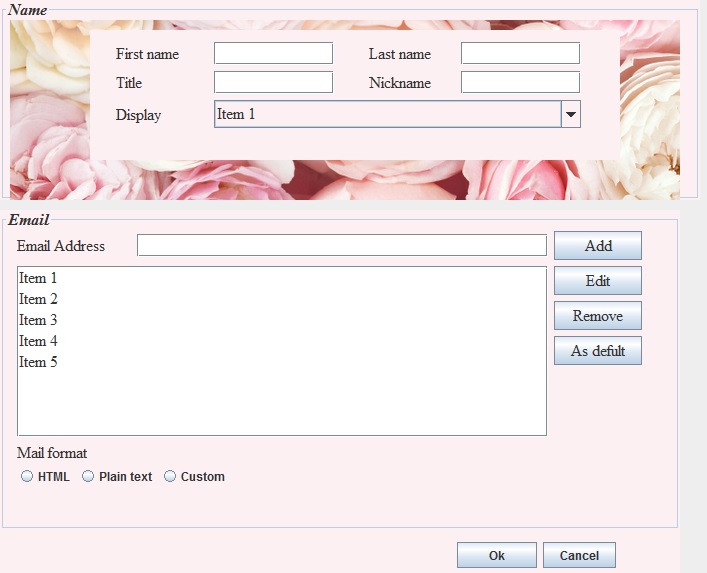 Name
First name Last name
Title Nickname
Display Item 1
Email
Email Address Add
Item 1 Edit
Item 2
Item 3 Remove
Item 4 As defult
Item 5
Mail format
HTML Plain text Custom
Ok Cancel